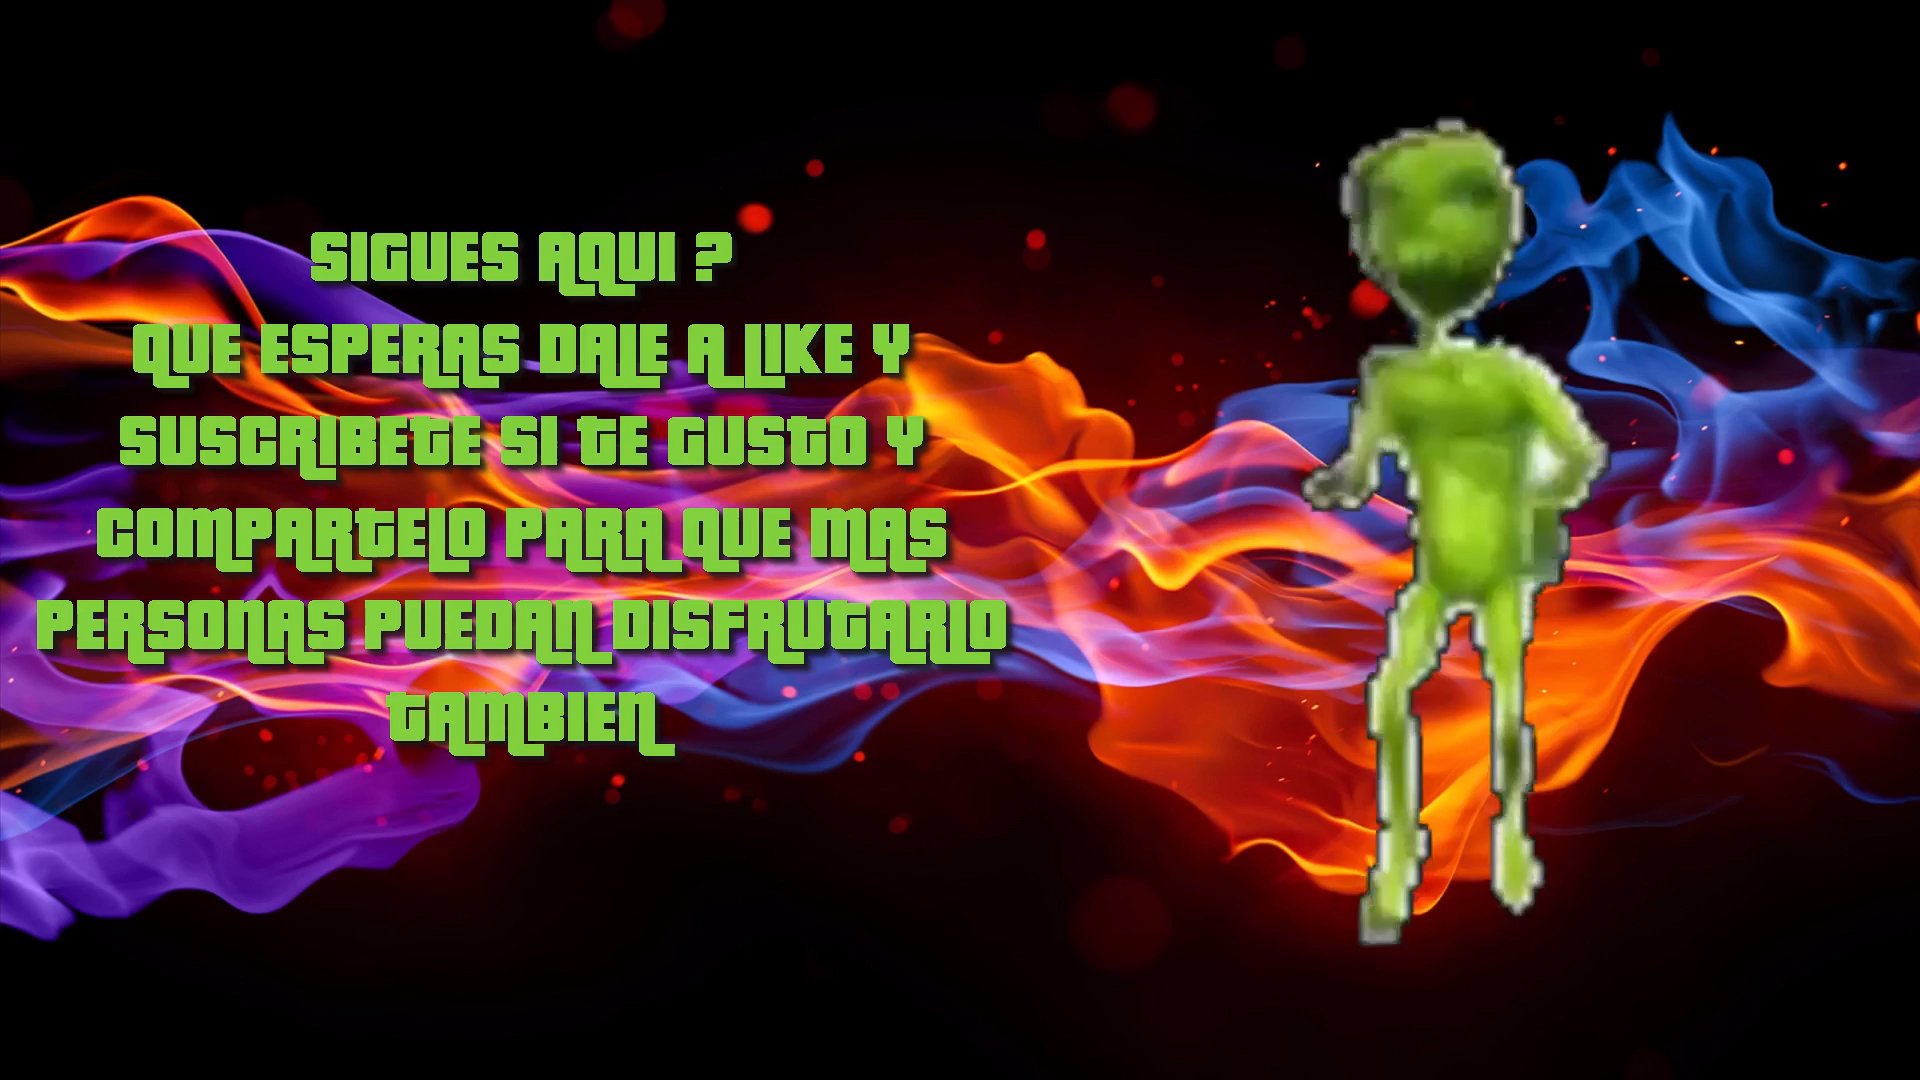 SIGUES AQUI ?
QUE ESPERAS DALE A LIKE Y
SUSCRIBETE SI TE GUSTO Y
COMPARTELO PARA QUE MAS
PERSONAS PUEDAN DISFRUTARLO
TAMBIEN